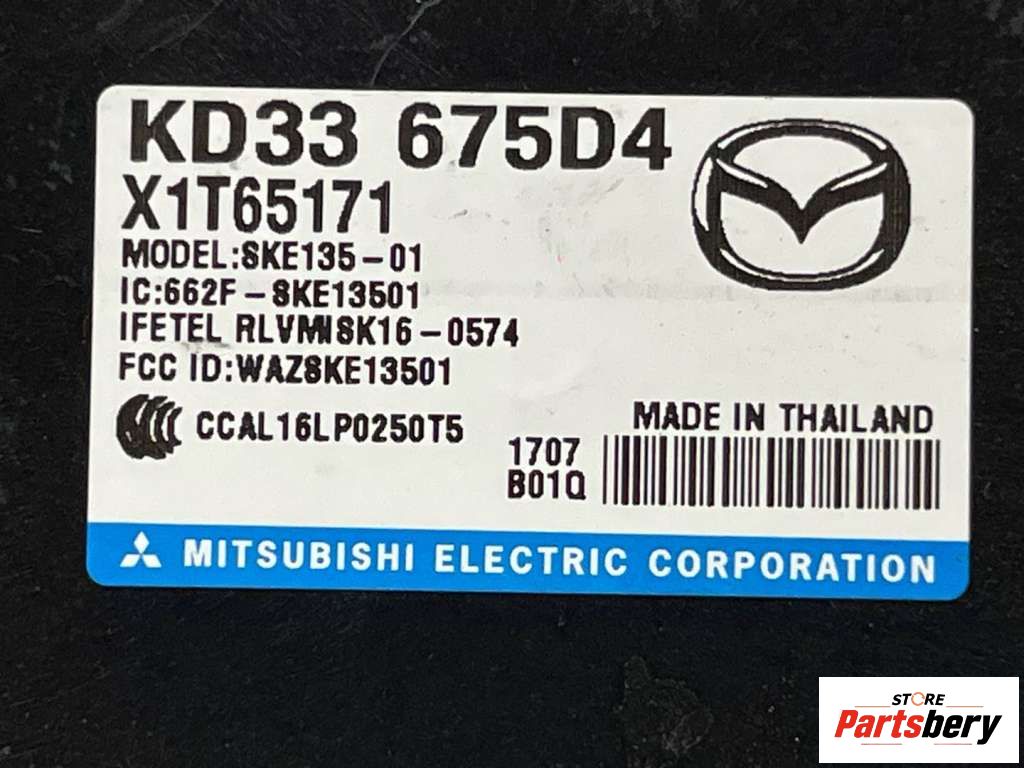 KD33 675D4
X1T65171
MODEL:SKE135-01
IC:662F-SKE13501
IFETEL RLVMISK16-0574
FCC ID:WAZSKE13501
CCAL16LP0250T5
MADE IN THAILAND
1707
B01Q
MITSUBISHI ELECTRIC CORPORATION
STORE
Partsbery